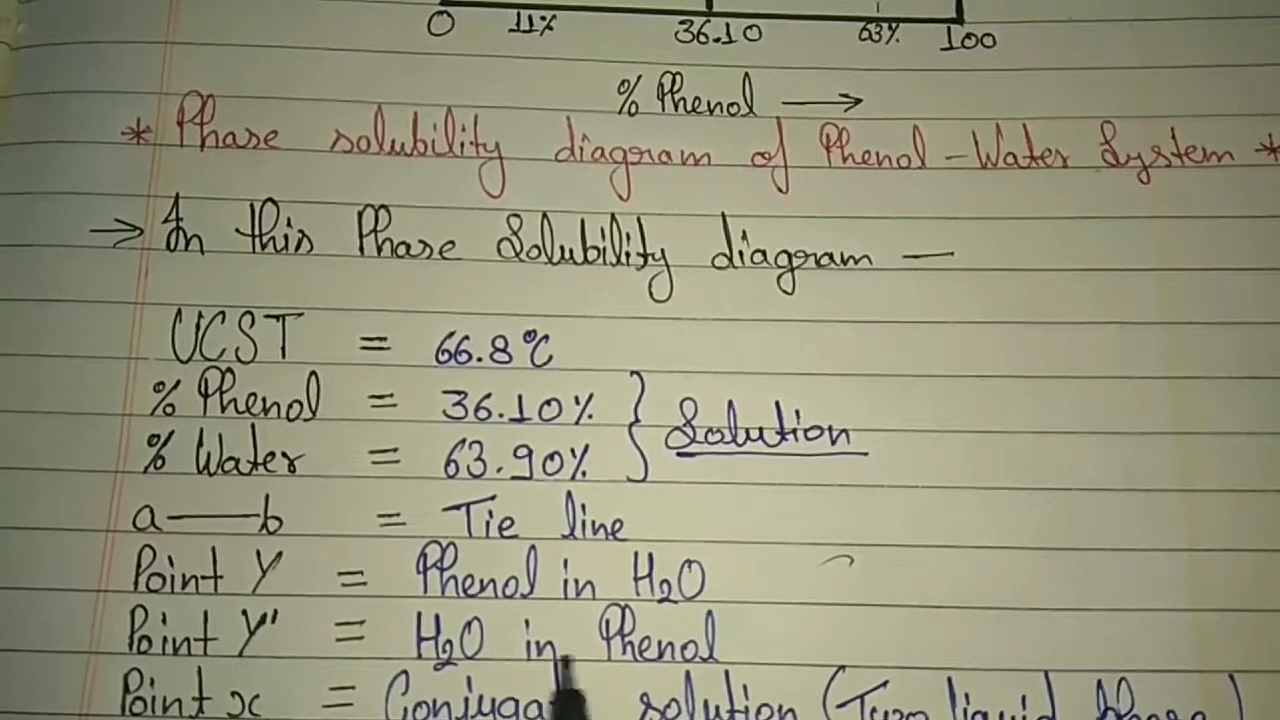 0 11% 36.10 63% 100
% Phenol →
* Phase solubility diagram of Phenol-Water System *
→ In this Phase Solubility diagram —
UCST = 66.8°C
% Phenol = 36.10%
% Water = 63.90% } Solution
a—b = Tie line
Point Y = Phenol in H2O
Point Y' = H2O in Phenol
Point x = solution (Two liquid